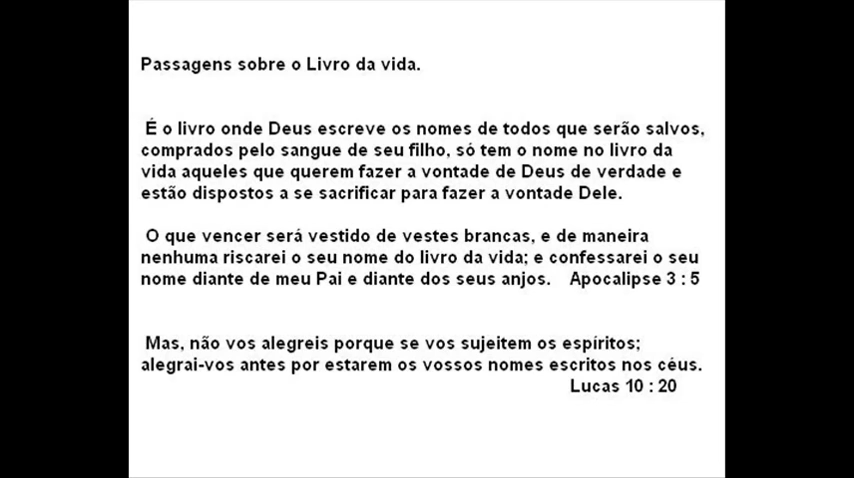 Passagens sobre o Livro da vida.
É o livro onde Deus escreve os nomes de todos que serão salvos,
comprados pelo sangue de seu filho, só tem o nome no livro da
vida aqueles que querem fazer a vontade de Deus de verdade e
estão dispostos a se sacrificar para fazer a vontade Dele.
O que vencer será vestido de vestes brancas, e de maneira
nenhuma riscarei o seu nome do livro da vida; e confessarei o seu
nome diante de meu Pai e diante dos seus anjos. Apocalipse 3 : 5
Mas, não vos alegreis porque se vos sujeitem os espíritos;
alegrai-vos antes por estarem os vossos nomes escritos nos céus.
Lucas 10 : 20